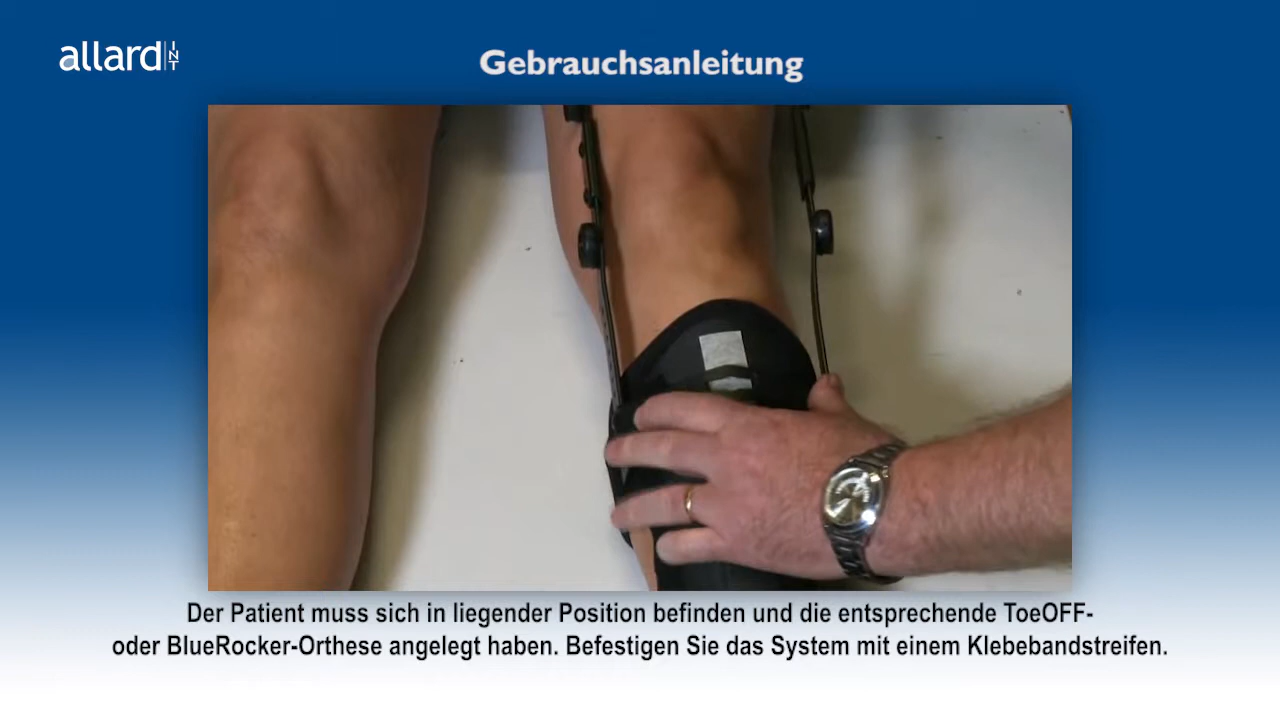 allard INT
Gebrauchsanleitung
Der Patient muss sich in liegender Position befinden und die entsprechende ToeOFF-
oder BlueRocker-Orthese angelegt haben. Befestigen Sie das System mit einem Klebebandstreifen.